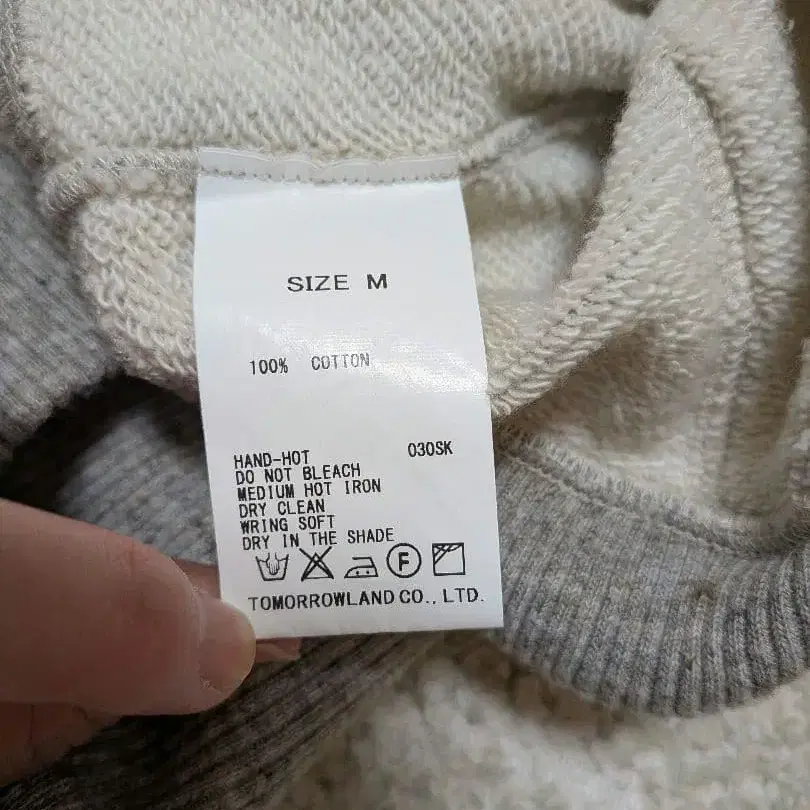 SIZE M
100% COTTON
HAND-HOT 030SK
DO NOT BLEACH
MEDIUM HOT IRON
DRY CLEAN
WRING SOFT
DRY IN THE SHADE
F
TOMORROWLAND CO., LTD.